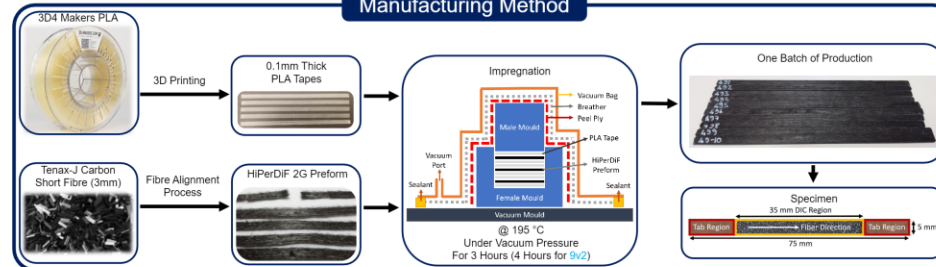 Manufacturing Method
3D4 Makers PLA
3D Printing
0.1mm Thick
PLA Tapes
Tenax-J Carbon
Short Fibre (3mm)
Fibre Alignment
Process
HiPerDiF 2G Preform
Impregnation
Vacuum Bag
Breather
Peel Ply
Male Mould
PLA Tape
HiPerDiF
Preform
Vacuum
Port
Sealant
Sealant
Female Mould
Vacuum Mould
@ 195 °C
Under Vacuum Pressure
For 3 Hours (4 Hours for 9v2)
One Batch of Production
Specimen
35 mm DIC Region
Tab Region
Fiber Direction
Tab Region
5 mm
75 mm